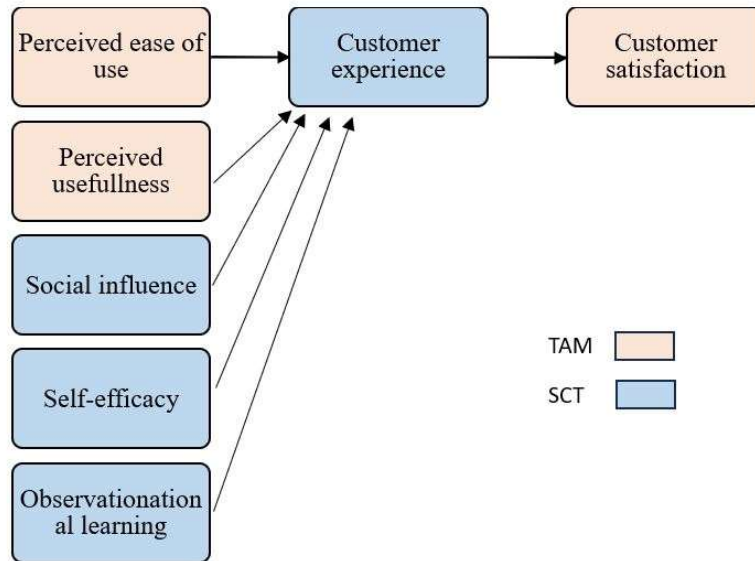 Perceived ease of
use
Customer
experience
Customer
satisfaction
Perceived
usefullness
Social influence
Self-efficacy
Observationation
al learning
TAM
SCT